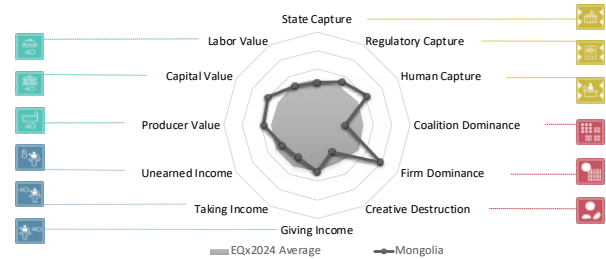 State Capture
Labor Value
Regulatory Capture
Capital Value
Human Capture
Producer Value
Coalition Dominance
Unearned Income
Firm Dominance
Taking Income
Creative Destruction
Giving Income
EQx2024 Average
Mongolia